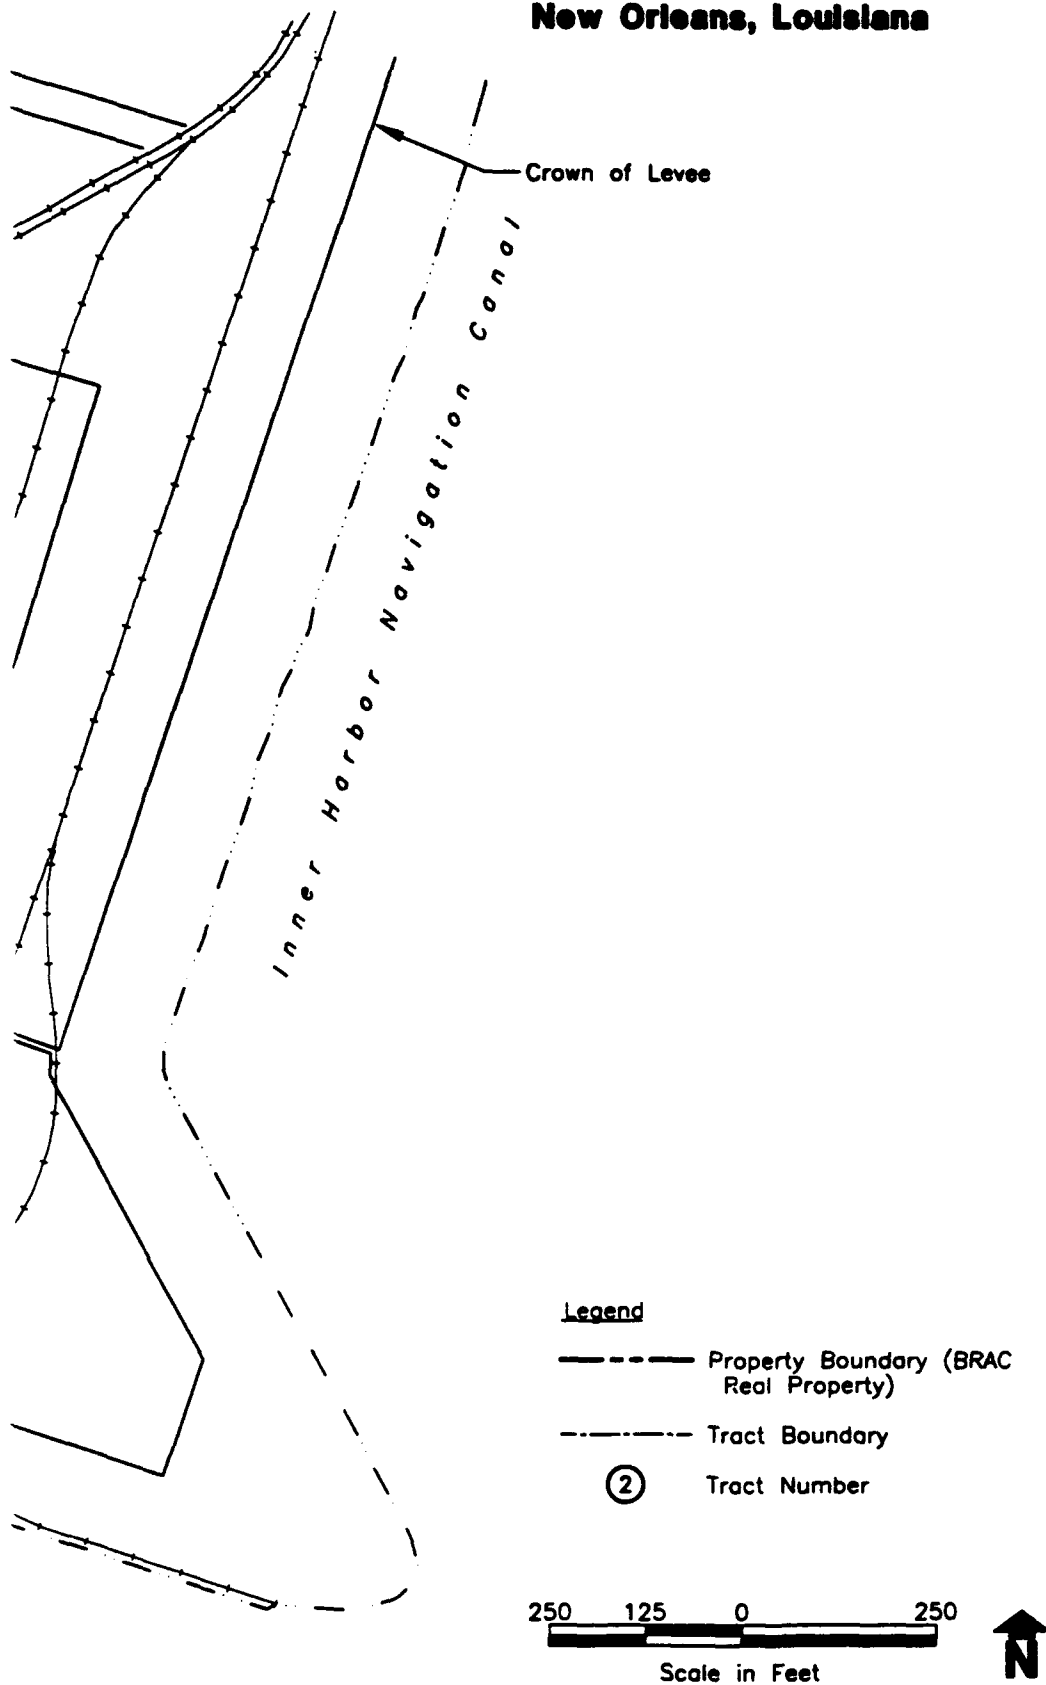 New Orleans, Louisiana
Crown of Levee
Inner Harbor Navigation Canal
Legend
Property Boundary (BRAC
Real Property)
Tract Boundary
2 Tract Number
250 125 0 250
Scale in Feet
N